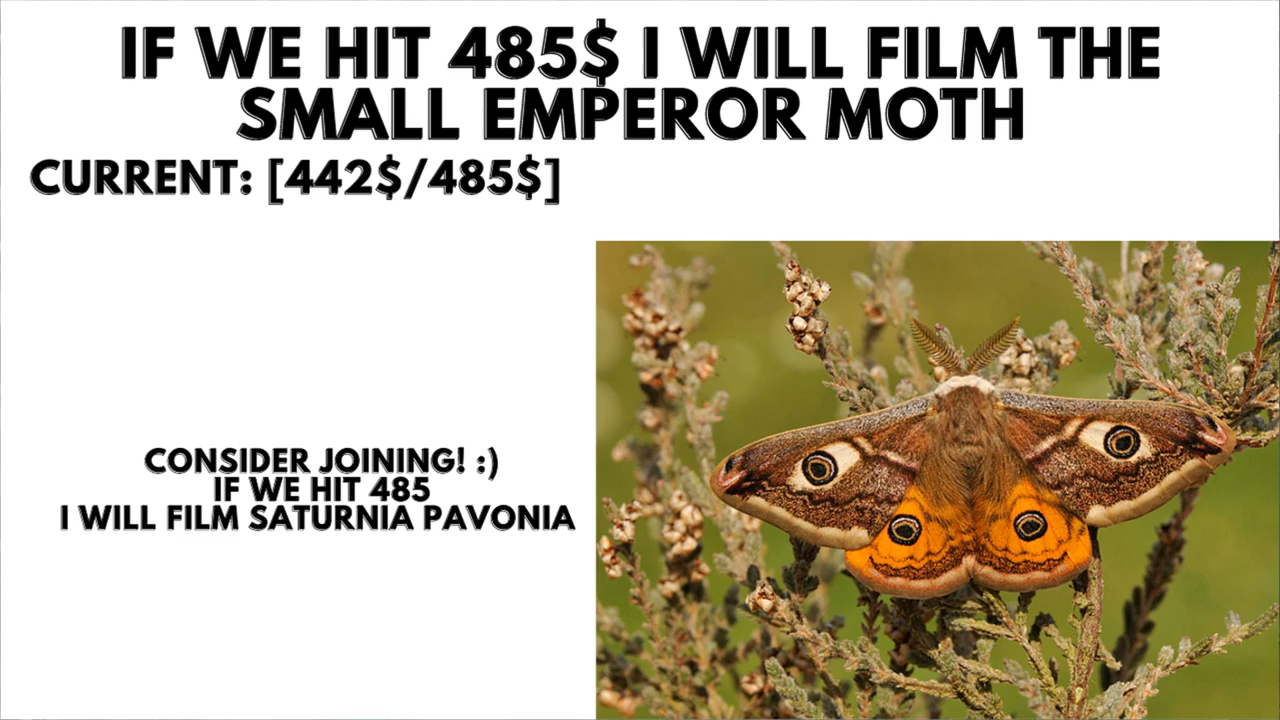 IF WE HIT 485$ I WILL FILM THE
SMALL EMPEROR MOTH
CURRENT: [442$/485$]
CONSIDER JOINING! :)
IF WE HIT 485
I WILL FILM SATURNIA PAVONIA